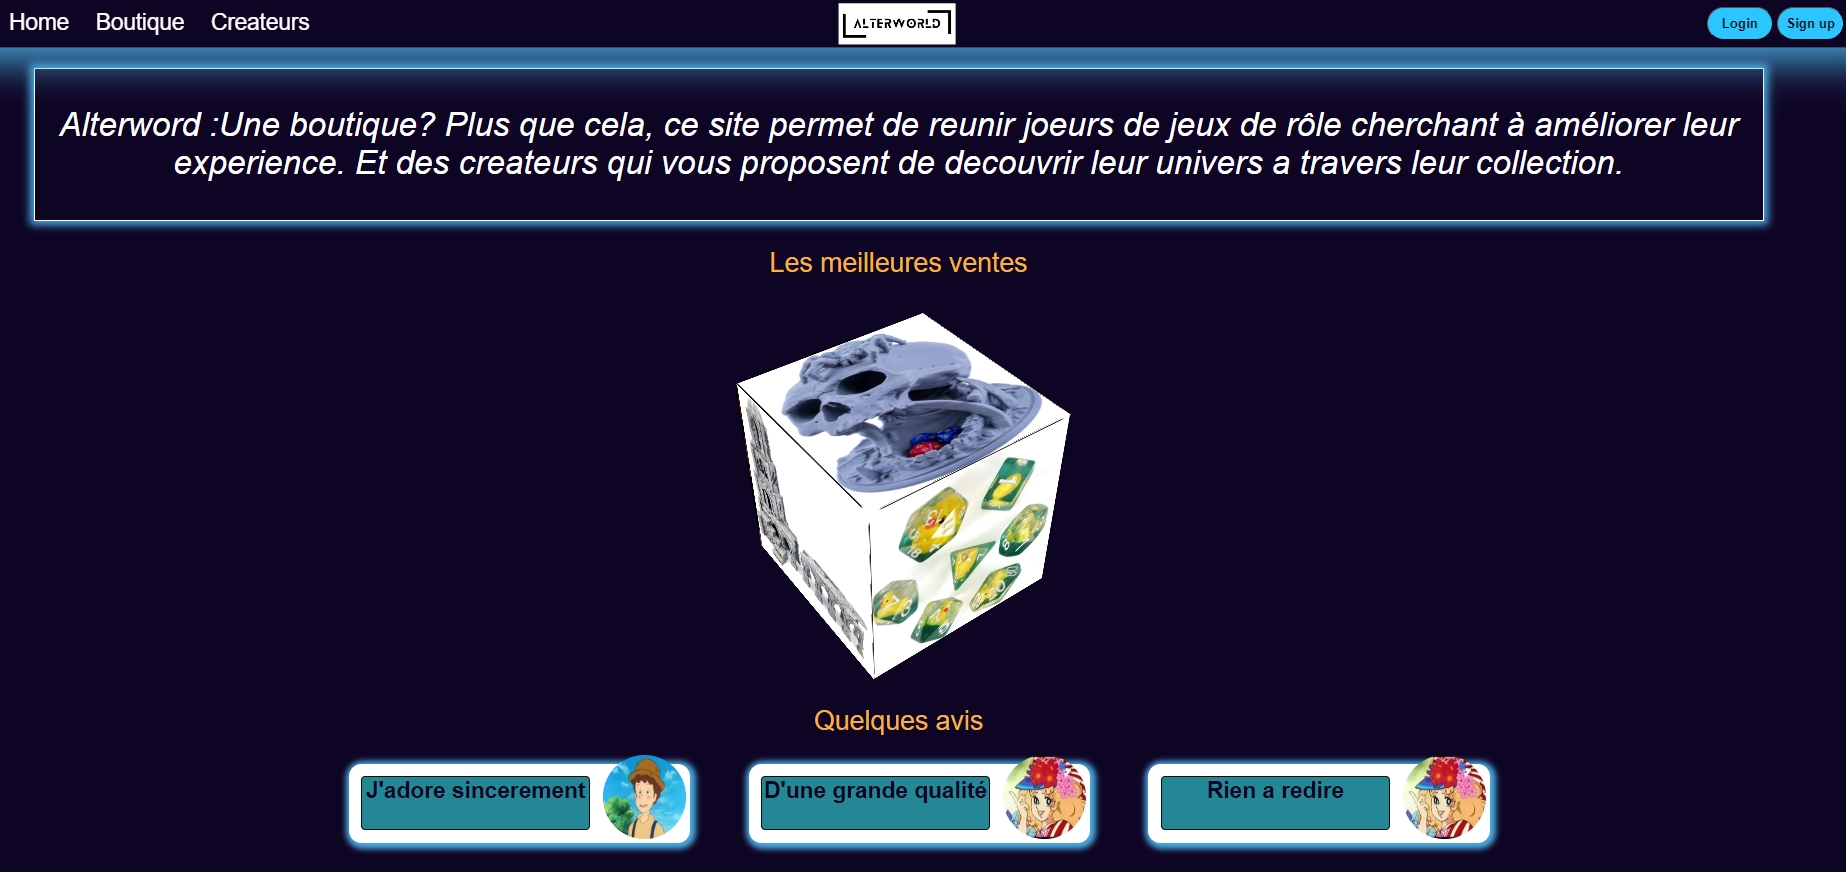 Home Boutique Createurs
ALTERWORLD
Login Sign up
Alterword :Une boutique? Plus que cela, ce site permet de reunir joeurs de jeux de rôle cherchant à améliorer leur
experience. Et des createurs qui vous proposent de decouvrir leur univers a travers leur collection.
Les meilleures ventes
Quelques avis
J'adore sincerement
D'une grande qualité
Rien a redire